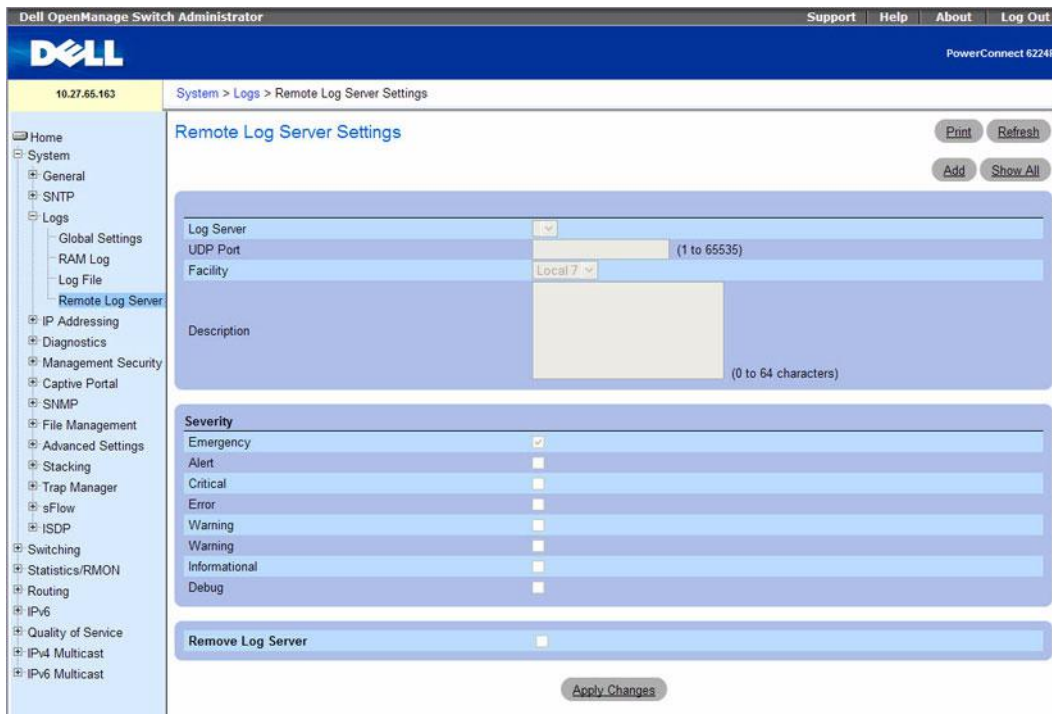 Dell OpenManage Switch Administrator
Support Help About Log Out
DELL
PowerConnect 6224
10.27.65.163
System > Logs > Remote Log Server Settings
Home
System
General
SNTP
Logs
Global Settings
RAM Log
Log File
Remote Log Server
IP Addressing
Diagnostics
Management Security
Captive Portal
SNMP
File Management
Advanced Settings
Stacking
Trap Manager
sFlow
ISDP
Switching
Statistics/RMON
Routing
IPv6
Quality of Service
IPv4 Multicast
IPv6 Multicast
Remote Log Server Settings
Print Refresh
Add Show All
Log Server
UDP Port (1 to 65535)
Facility Local 7
Description
(0 to 64 characters)
Severity
Emergency
Alert
Critical
Error
Warning
Warning
Informational
Debug
Remove Log Server
Apply Changes